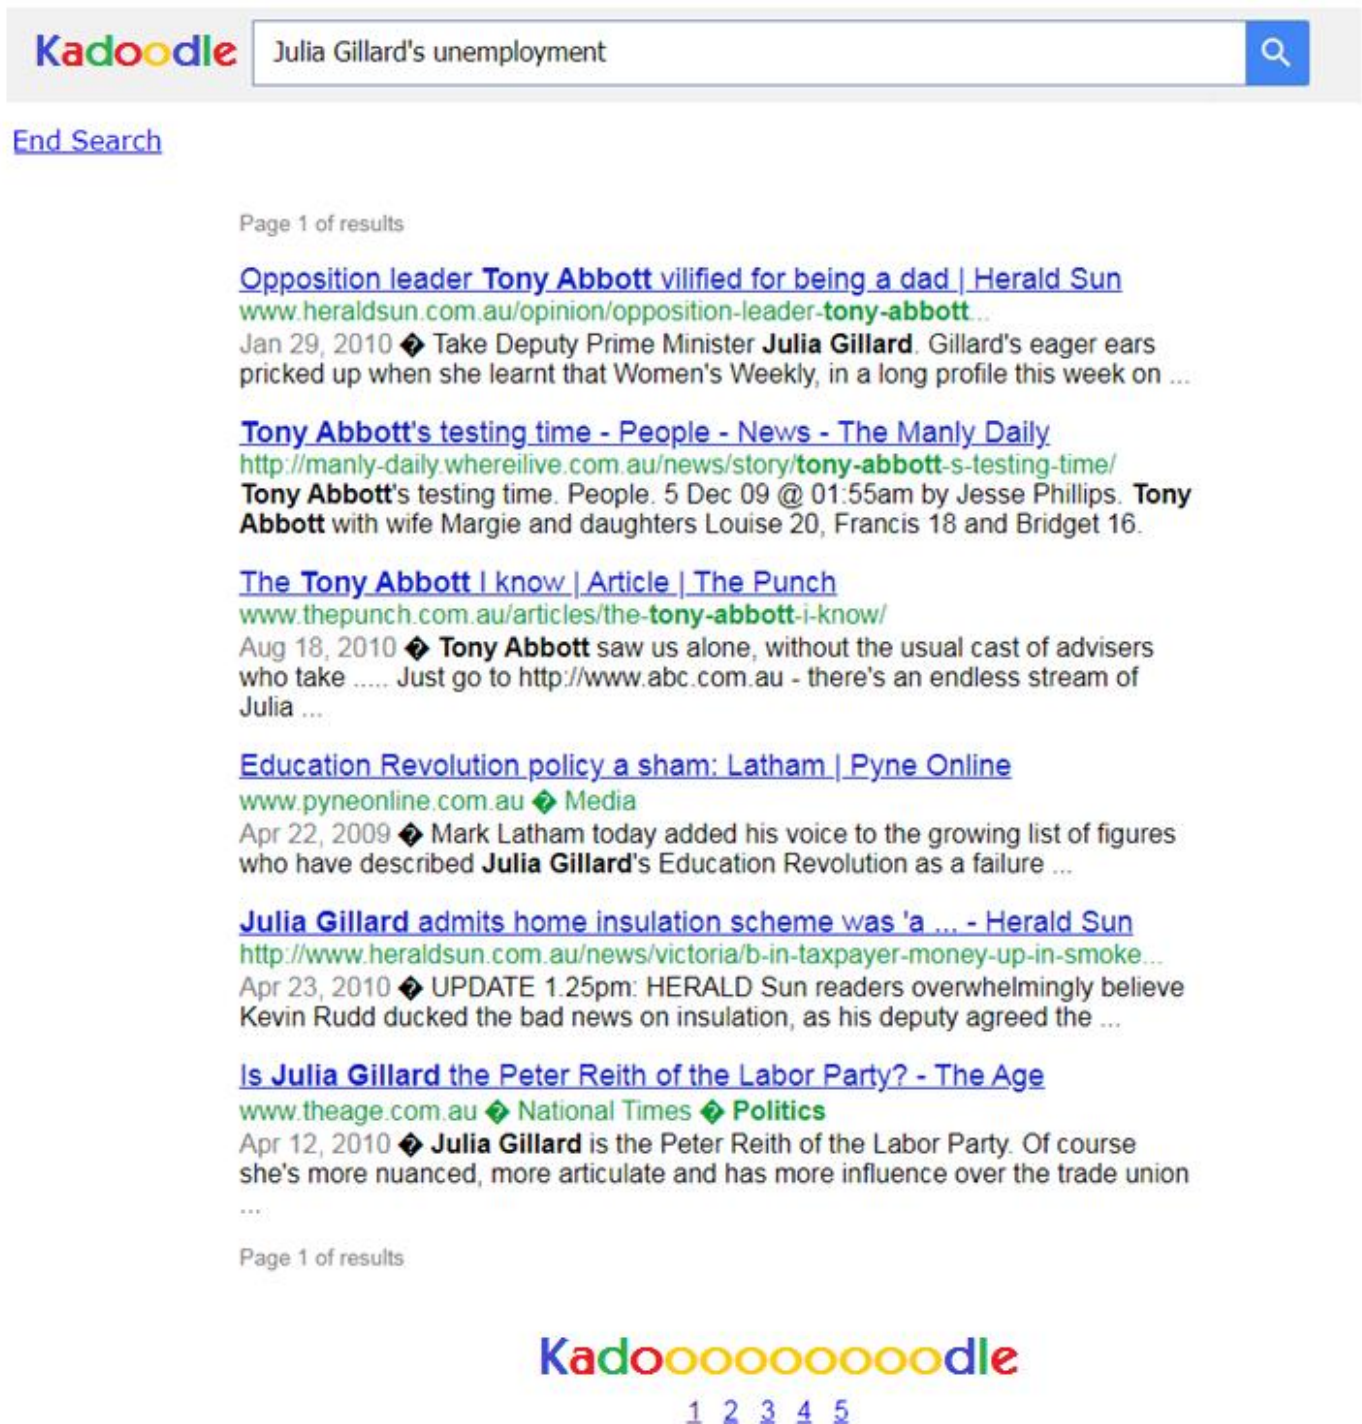 Kadoodle Julia Gillard's unemployment
End Search
Page 1 of results
Opposition leader Tony Abbott vilified for being a dad | Herald Sun
www.heraldsun.com.au/opinion/opposition-leader-tony-abbott...
Jan 29, 2010 � Take Deputy Prime Minister Julia Gillard. Gillard's eager ears
pricked up when she learnt that Women's Weekly, in a long profile this week on ...
Tony Abbott's testing time - People - News - The Manly Daily
http://manly-daily.whereilive.com.au/news/story/tony-abbott-s-testing-time/
Tony Abbott's testing time. People. 5 Dec 09 @ 01:55am by Jesse Phillips. Tony
Abbott with wife Margie and daughters Louise 20, Francis 18 and Bridget 16.
The Tony Abbott I know | Article | The Punch
www.thepunch.com.au/articles/the-tony-abbott-i-know/
Aug 18, 2010 � Tony Abbott saw us alone, without the usual cast of advisers
who take ..... Just go to http://www.abc.com.au - there's an endless stream of
Julia ...
Education Revolution policy a sham: Latham | Pyne Online
www.pyneonline.com.au � Media
Apr 22, 2009 � Mark Latham today added his voice to the growing list of figures
who have described Julia Gillard's Education Revolution as a failure ...
Julia Gillard admits home insulation scheme was 'a ... - Herald Sun
http://www.heraldsun.com.au/news/victoria/b-in-taxpayer-money-up-in-smoke...
Apr 23, 2010 � UPDATE 1.25pm: HERALD Sun readers overwhelmingly believe
Kevin Rudd ducked the bad news on insulation, as his deputy agreed the ...
Is Julia Gillard the Peter Reith of the Labor Party? - The Age
www.theage.com.au � National Times � Politics
Apr 12, 2010 � Julia Gillard is the Peter Reith of the Labor Party. Of course
she's more nuanced, more articulate and has more influence over the trade union
...
Page 1 of results
Kadooooooooodle
1 2 3 4 5